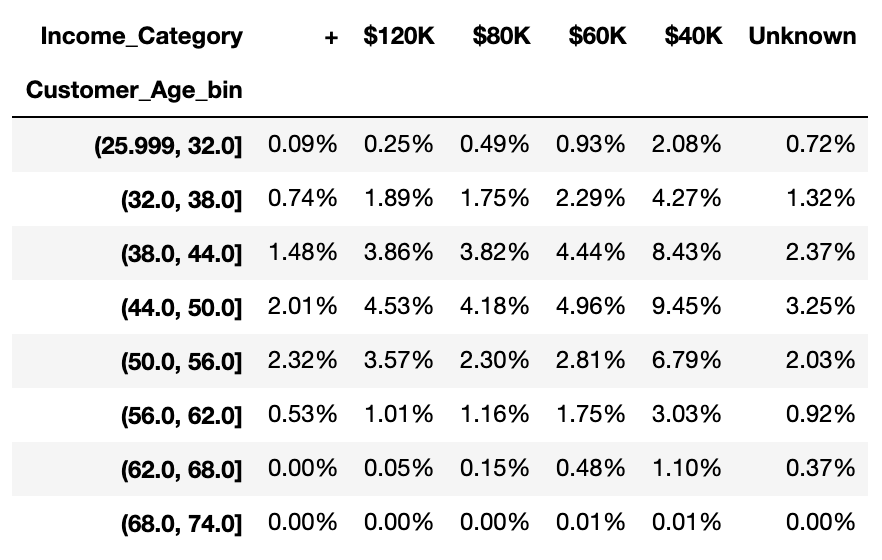 Income_Category + $120K $80K $60K $40K Unknown
Customer_Age_bin
(25.999, 32.0] 0.09% 0.25% 0.49% 0.93% 2.08% 0.72%
(32.0, 38.0] 0.74% 1.89% 1.75% 2.29% 4.27% 1.32%
(38.0, 44.0] 1.48% 3.86% 3.82% 4.44% 8.43% 2.37%
(44.0, 50.0] 2.01% 4.53% 4.18% 4.96% 9.45% 3.25%
(50.0, 56.0] 2.32% 3.57% 2.30% 2.81% 6.79% 2.03%
(56.0, 62.0] 0.53% 1.01% 1.16% 1.75% 3.03% 0.92%
(62.0, 68.0] 0.00% 0.05% 0.15% 0.48% 1.10% 0.37%
(68.0, 74.0] 0.00% 0.00% 0.00% 0.01% 0.01% 0.00%